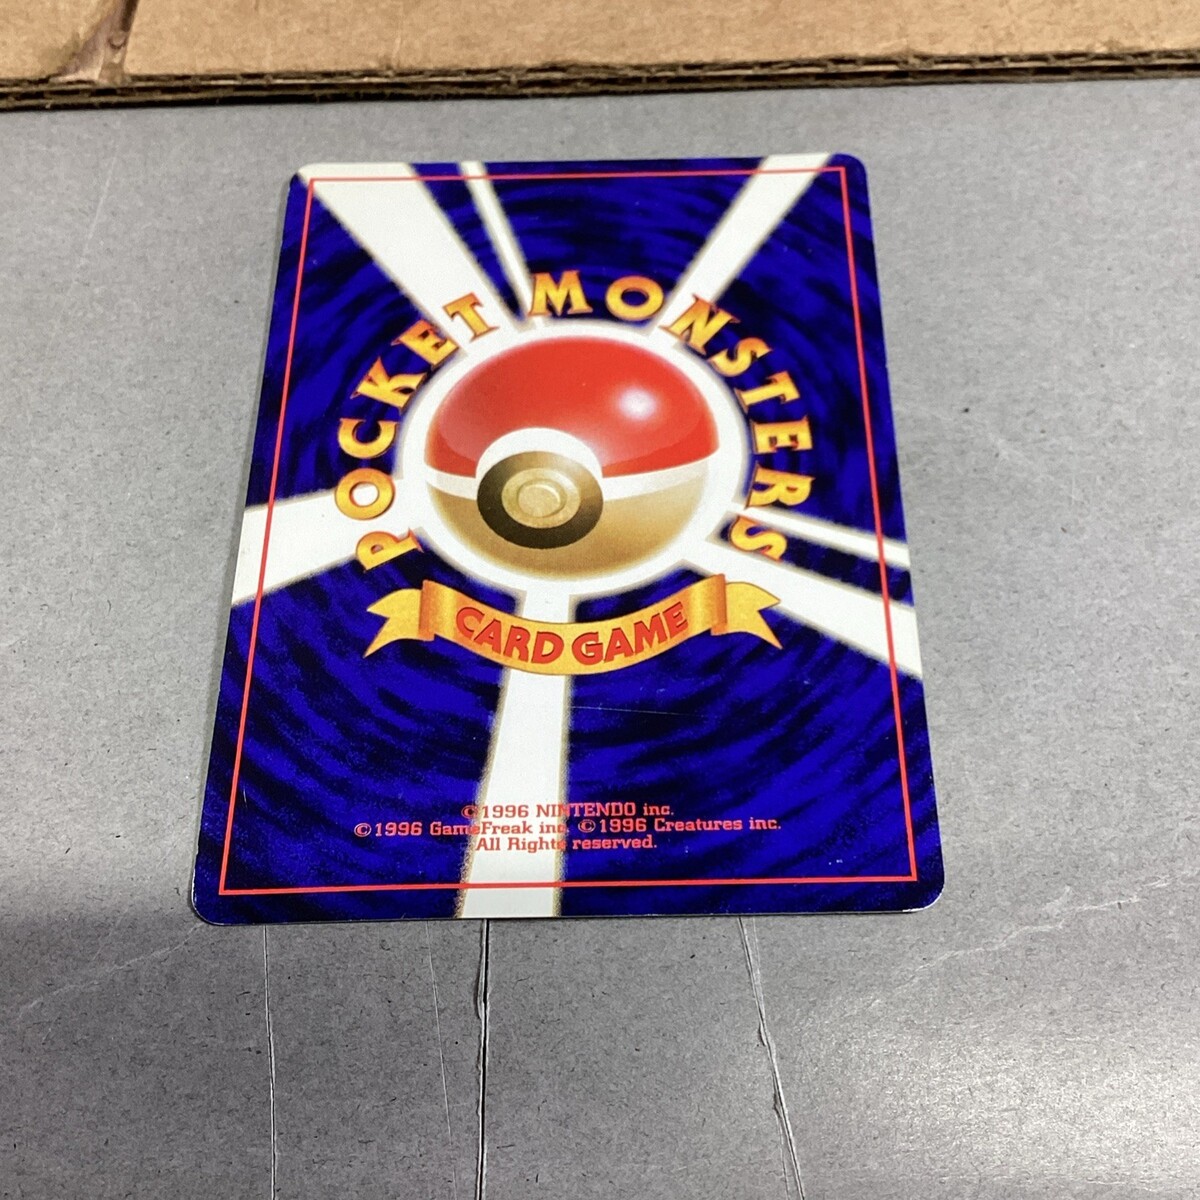 POCKET MONSTERS
CARD GAME
©1996 NINTENDO inc.
©1996 GameFreak inc. ©1996 Creatures inc.
All Rights reserved.